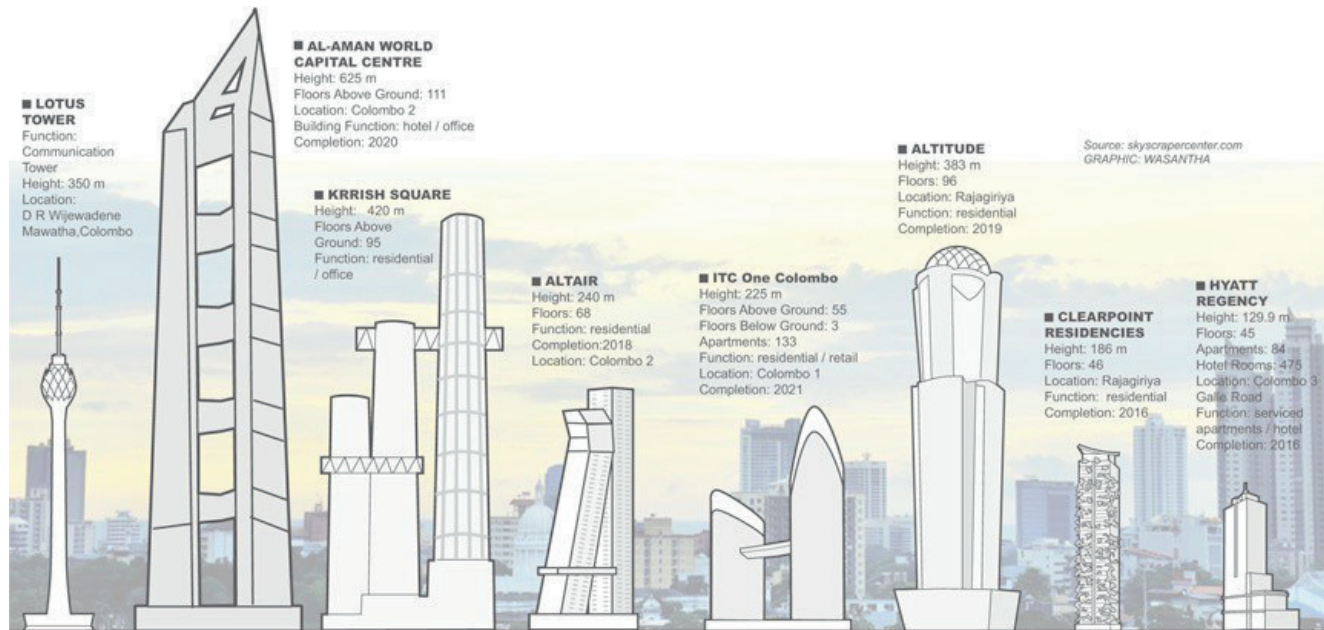 ■ LOTUS
TOWER
Function:
Communication
Tower
Height: 350 m
Location:
D R Wijewadene
Mawatha,Colombo
■ AL-AMAN WORLD
CAPITAL CENTRE
Height: 625 m
Floors Above Ground: 111
Location: Colombo 2
Building Function: hotel / office
Completion: 2020
■ KRRISH SQUARE
Height: 420 m
Floors Above
Ground: 95
Function: residential
/ office
■ ALTAIR
Height: 240 m
Floors: 68
Function: residential
Completion:2018
Location: Colombo 2
■ ITC One Colombo
Height: 225 m
Floors Above Ground: 55
Floors Below Ground: 3
Apartments: 133
Function: residential / retail
Location: Colombo 1
Completion: 2021
■ ALTITUDE
Height: 383 m
Floors: 96
Location: Rajagiriya
Function: residential
Completion: 2019
Source: skyscrapercenter.com
GRAPHIC: WASANTHA
■ CLEARPOINT
RESIDENCIES
Height: 186 m
Floors: 46
Location: Rajagiriya
Function: residential
Completion: 2016
■ HYATT
REGENCY
Height: 129.9 m
Floors: 45
Apartments: 84
Hotel Rooms: 475
Location: Colombo 3
Galle Road
Function: serviced
apartments / hotel
Completion: 2016